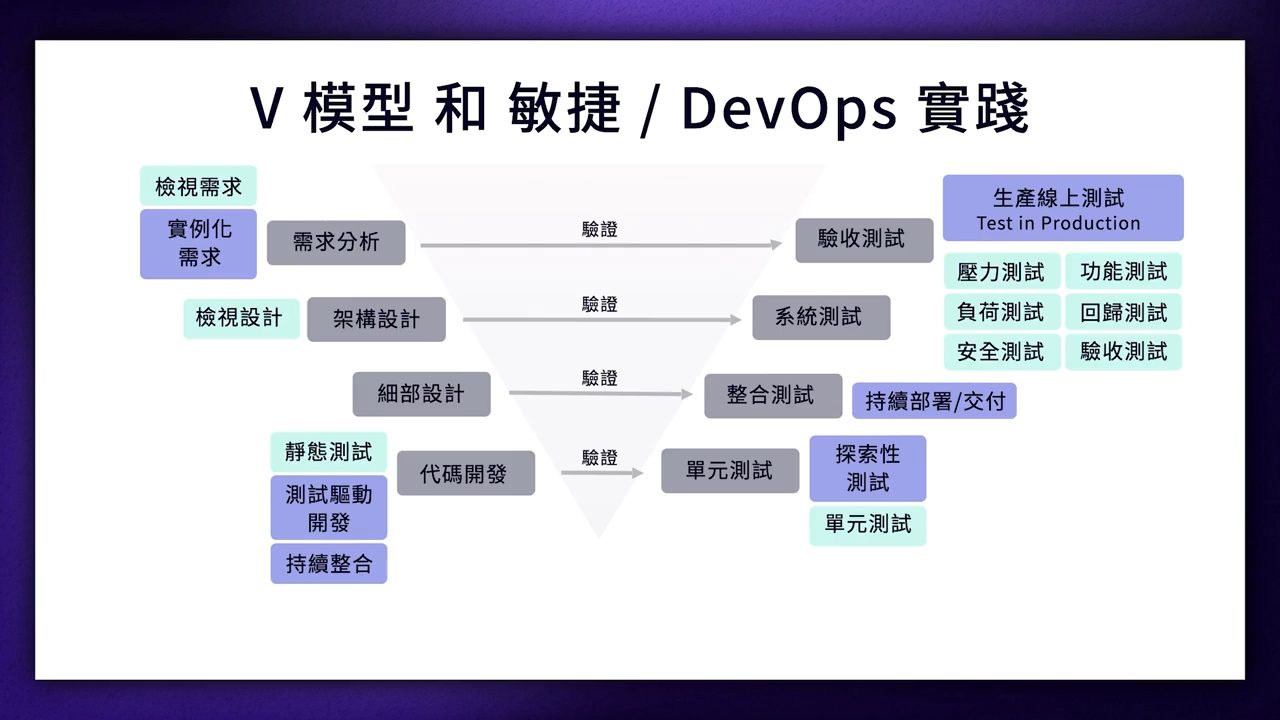 V 模型 和 敏捷 / DevOps 實踐
檢視需求
實例化
需求
需求分析
驗證
驗收測試
生產線上測試
Test in Production
壓力測試
功能測試
負荷測試
回歸測試
安全測試
驗收測試
檢視設計
架構設計
驗證
系統測試
細部設計
驗證
整合測試
持續部署/交付
靜態測試
測試驅動
開發
持續整合
代碼開發
驗證
單元測試
探索性
測試
單元測試